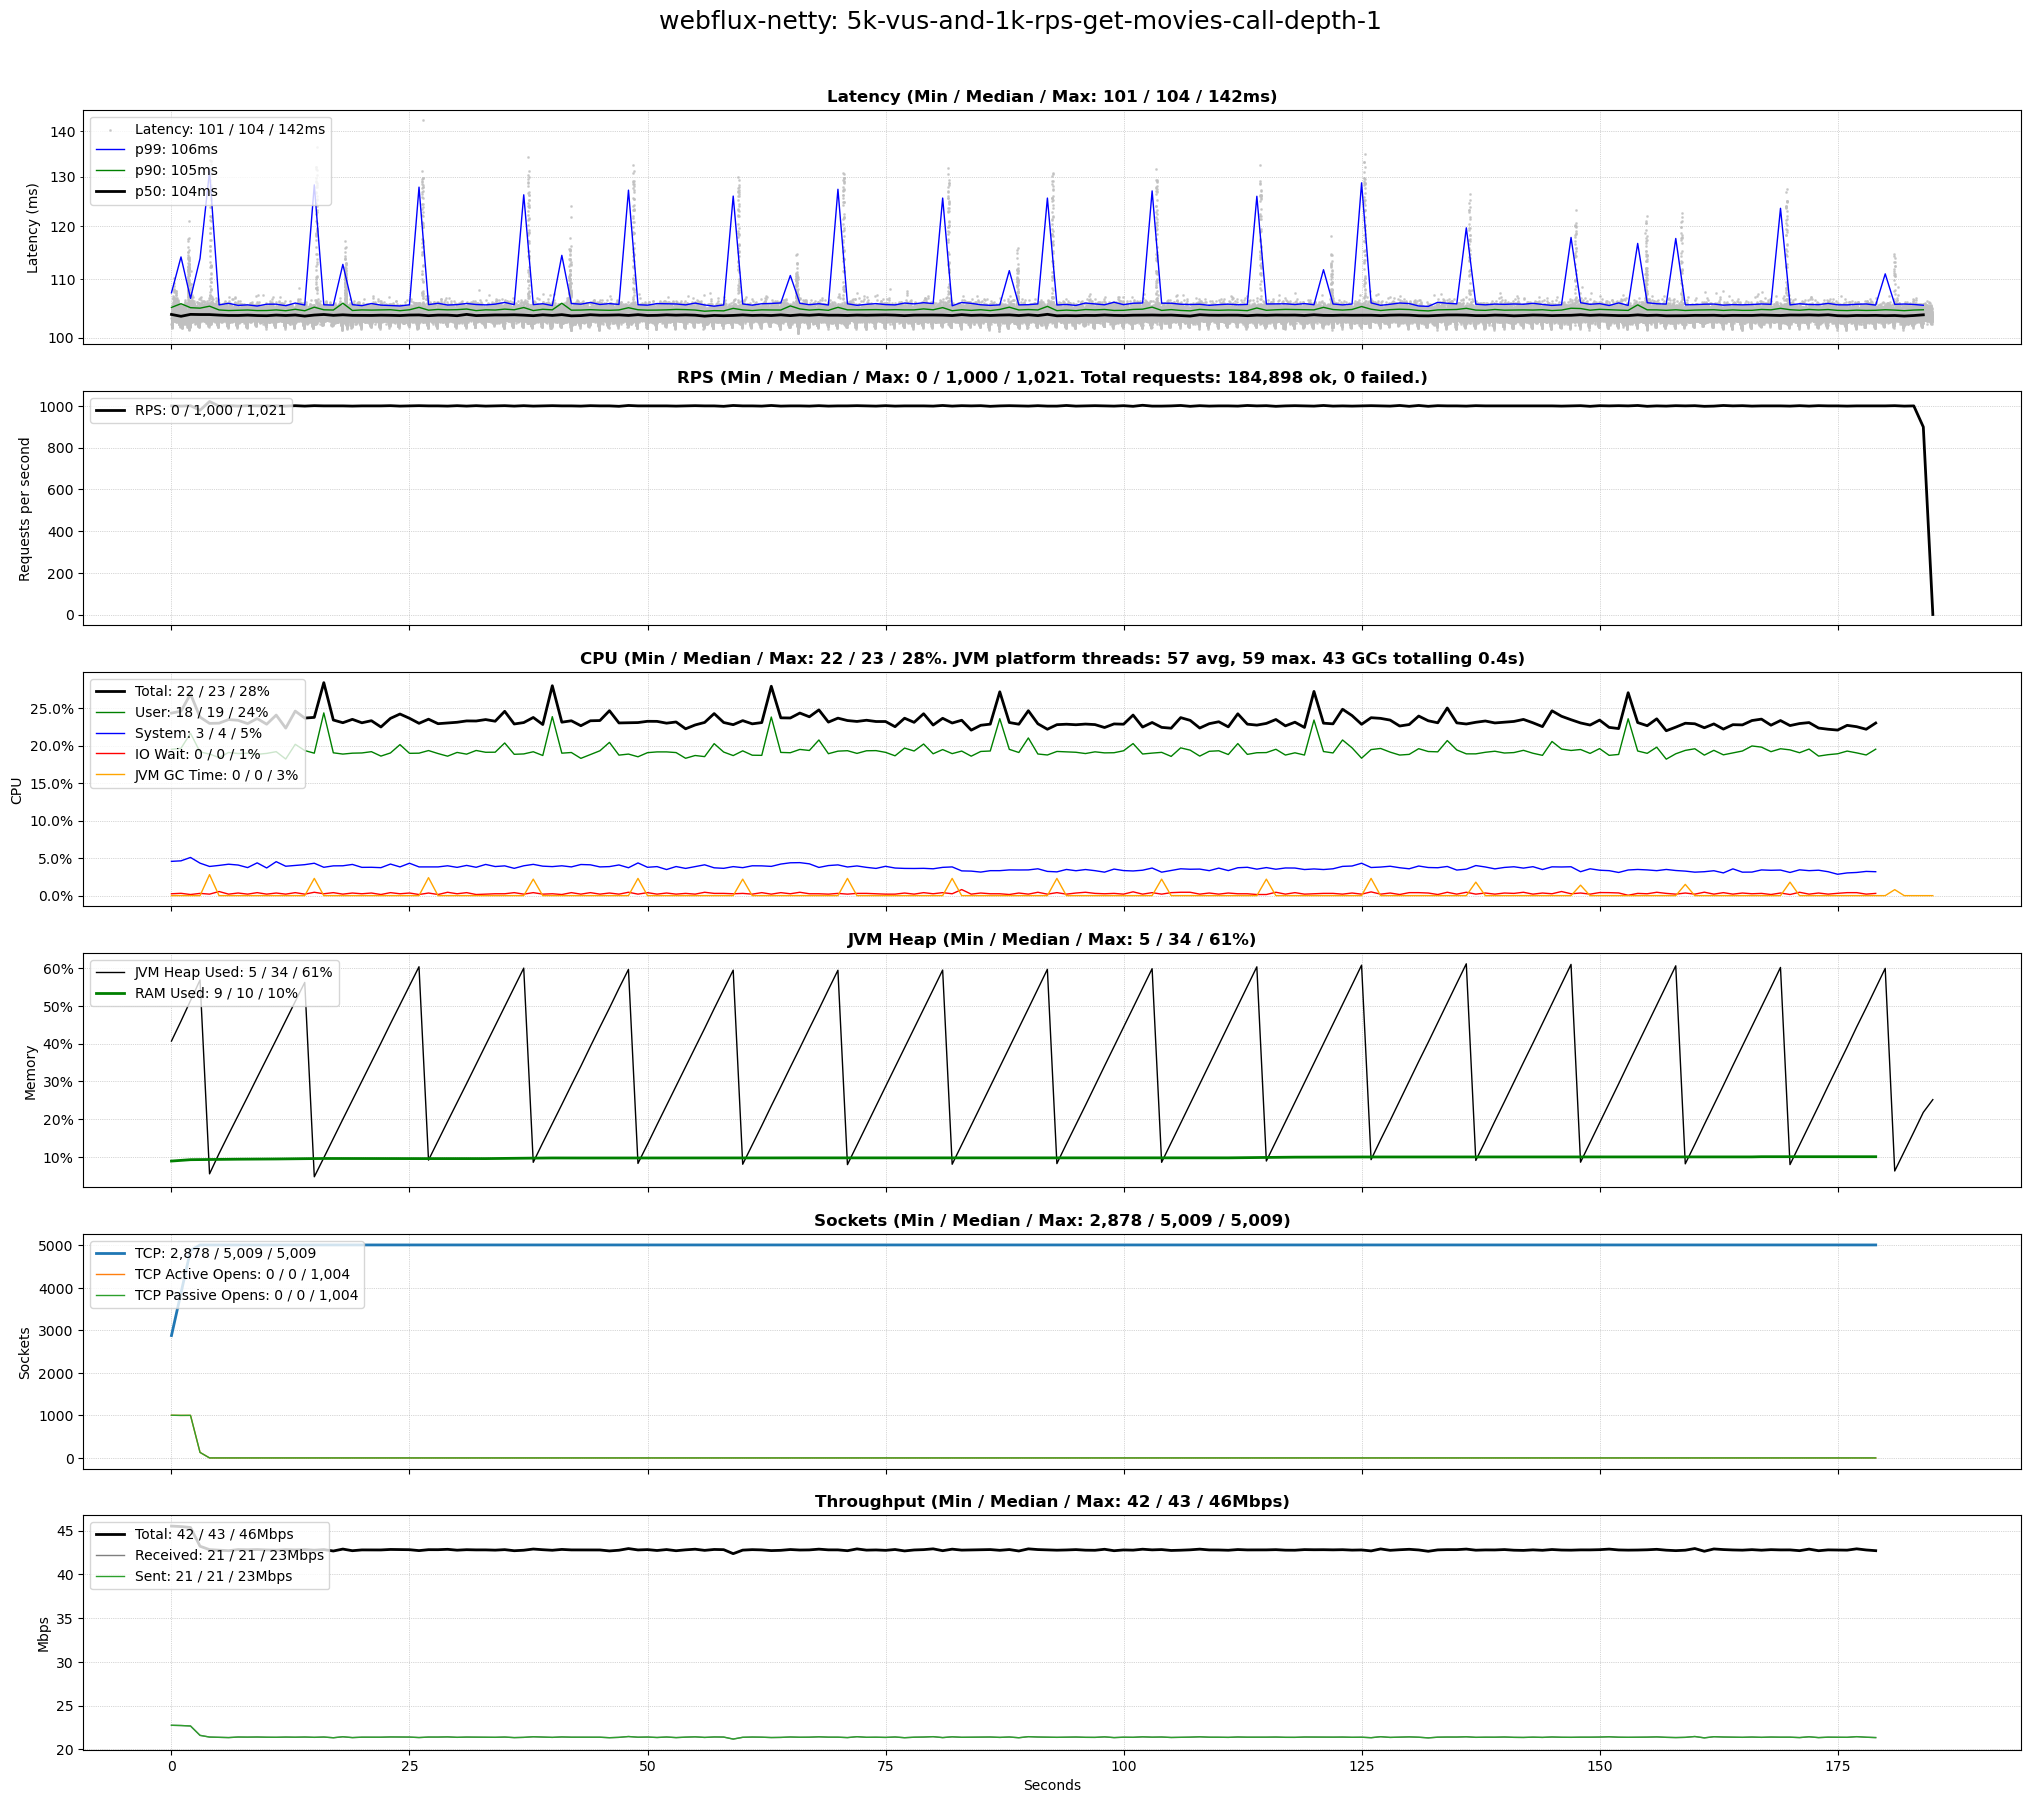 webflux-netty: 5k-vus-and-1k-rps-get-movies-call-depth-1
Latency (Min / Median / Max: 101 / 104 / 142ms)
Latency (ms)
140
130
120
110
100
Latency: 101 / 104 / 142ms
p99: 106ms
p90: 105ms
p50: 104ms
RPS (Min / Median / Max: 0 / 1,000 / 1,021. Total requests: 184,898 ok, 0 failed.)
Requests per second
1000
800
600
400
200
0
RPS: 0 / 1,000 / 1,021
CPU (Min / Median / Max: 22 / 23 / 28%. JVM platform threads: 57 avg, 59 max. 43 GCs totalling 0.4s)
CPU
25.0%
20.0%
15.0%
10.0%
5.0%
0.0%
Total: 22 / 23 / 28%
User: 18 / 19 / 24%
System: 3 / 4 / 5%
IO Wait: 0 / 0 / 1%
JVM GC Time: 0 / 0 / 3%
JVM Heap (Min / Median / Max: 5 / 34 / 61%)
Memory
60%
50%
40%
30%
20%
10%
JVM Heap Used: 5 / 34 / 61%
RAM Used: 9 / 10 / 10%
Sockets (Min / Median / Max: 2,878 / 5,009 / 5,009)
Sockets
5000
4000
3000
2000
1000
0
TCP: 2,878 / 5,009 / 5,009
TCP Active Opens: 0 / 0 / 1,004
TCP Passive Opens: 0 / 0 / 1,004
Throughput (Min / Median / Max: 42 / 43 / 46Mbps)
Mbps
45
40
35
30
25
20
Total: 42 / 43 / 46Mbps
Received: 21 / 21 / 23Mbps
Sent: 21 / 21 / 23Mbps
0 25 50 75 100 125 150 175
Seconds